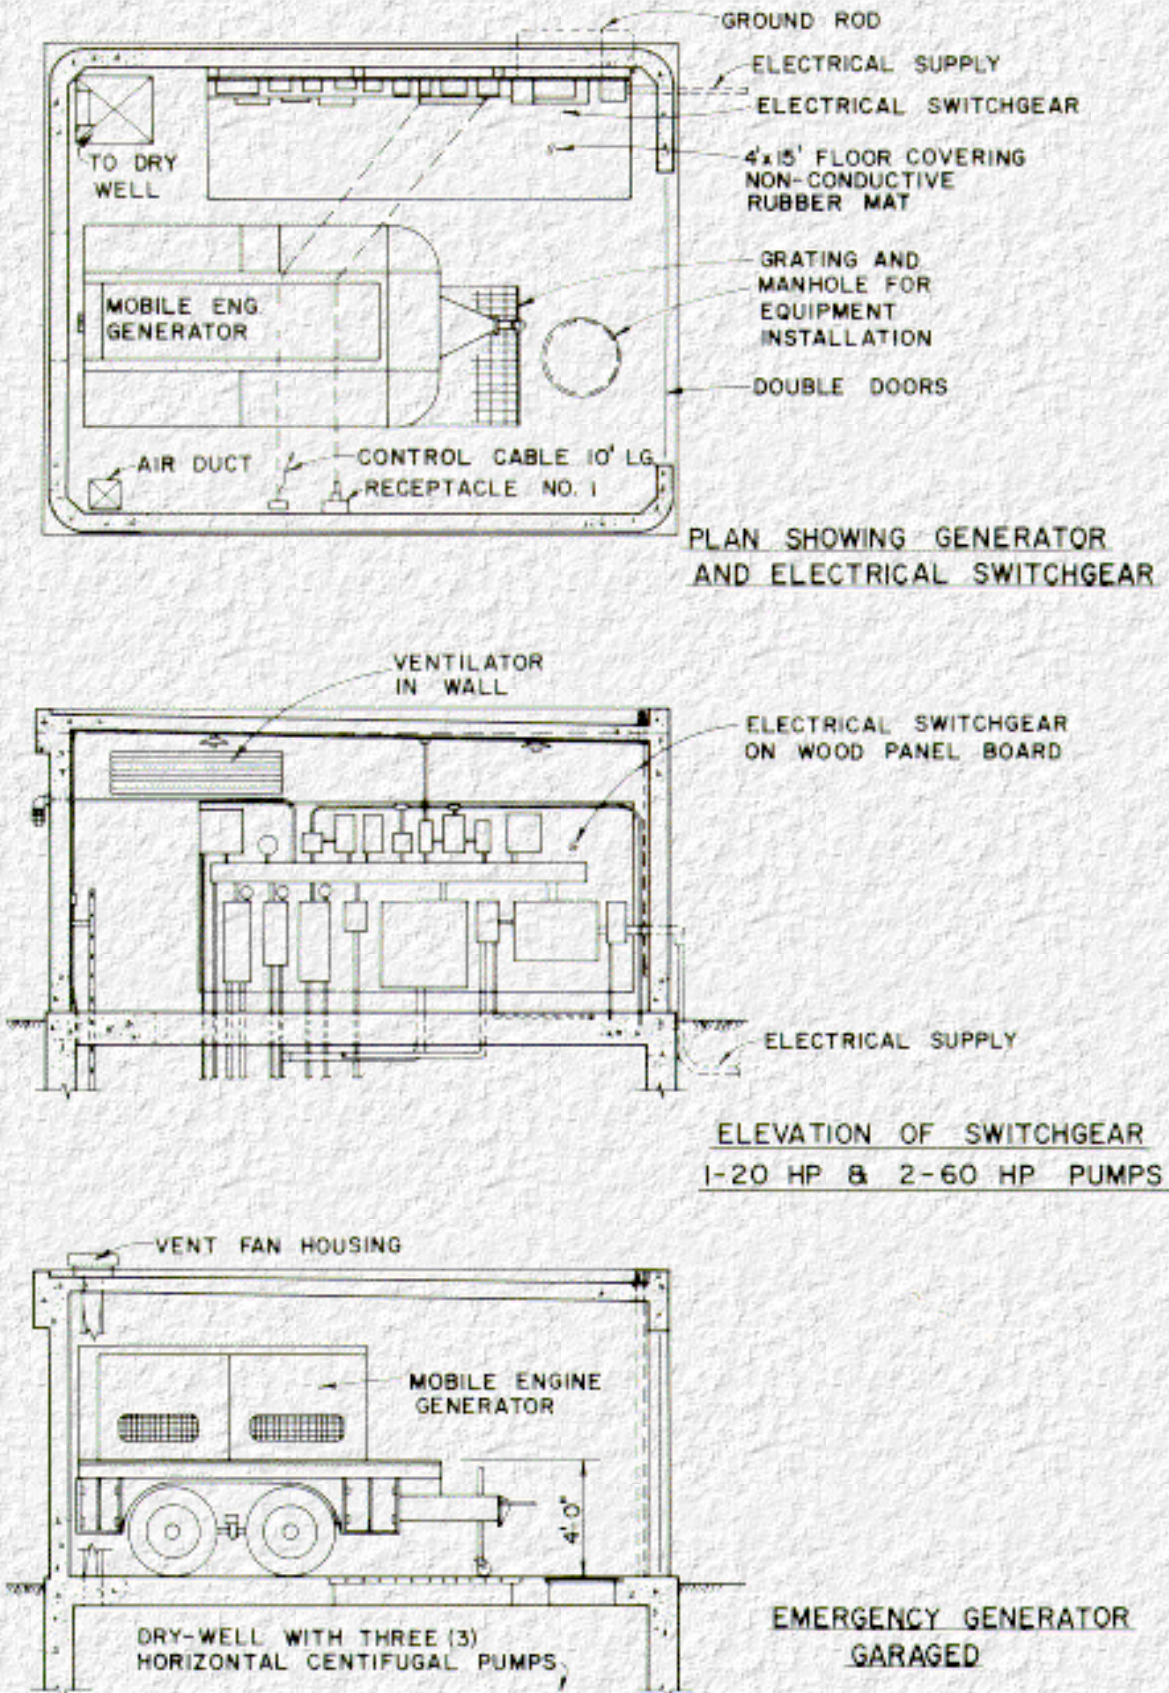 GROUND ROD
ELECTRICAL SUPPLY
ELECTRICAL SWITCHGEAR
4'x15' FLOOR COVERING
NON-CONDUCTIVE
RUBBER MAT
TO DRY
WELL
GRATING AND
MANHOLE FOR
EQUIPMENT
INSTALLATION
MOBILE ENG.
GENERATOR
DOUBLE DOORS
AIR DUCT
CONTROL CABLE 10' LG.
RECEPTACLE NO. 1
PLAN SHOWING GENERATOR
AND ELECTRICAL SWITCHGEAR
VENTILATOR
IN WALL
ELECTRICAL SWITCHGEAR
ON WOOD PANEL BOARD
ELECTRICAL SUPPLY
ELEVATION OF SWITCHGEAR
1-20 HP & 2-60 HP PUMPS
VENT FAN HOUSING
MOBILE ENGINE
GENERATOR
4'-0"
DRY-WELL WITH THREE (3)
HORIZONTAL CENTIFUGAL PUMPS
EMERGENCY GENERATOR
GARAGED